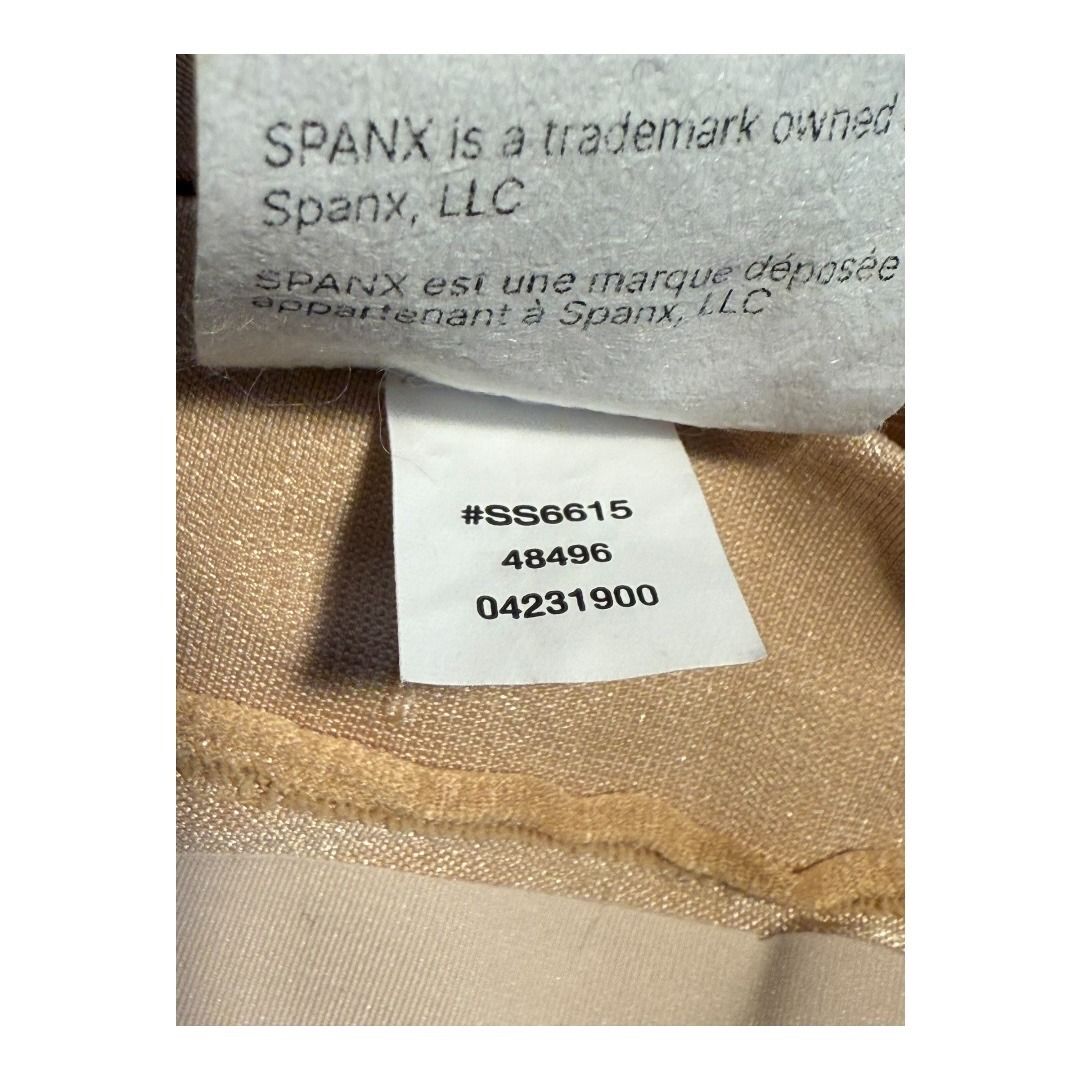 SPANX is a trademark owned
Spanx, LLC
SPANX est une marque déposée
appartenant à Spanx, LLC
#SS6615
48496
04231900